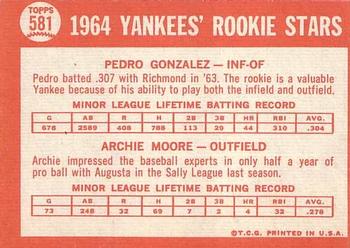 TOPPS
581
1964 YANKEES' ROOKIE STARS
PEDRO GONZALEZ — INF-OF
Pedro batted .307 with Richmond in '63. The rookie is a valuable
Yankee because of his ability to play both the infield and outfield.
MINOR LEAGUE LIFETIME BATTING RECORD
G AB R H 2B 3B HR RBI AVG.
676 2589 408 788 113 29 44 310 .304
ARCHIE MOORE — OUTFIELD
Archie impressed the baseball experts in only half a year of
pro ball with Augusta in the Sally League last season.
MINOR LEAGUE LIFETIME BATTING RECORD
G AB R H 2B 3B HR RBI AVG.
73 248 32 69 7 2 4 32 .278
©T.C.G. PRINTED IN U.S.A.